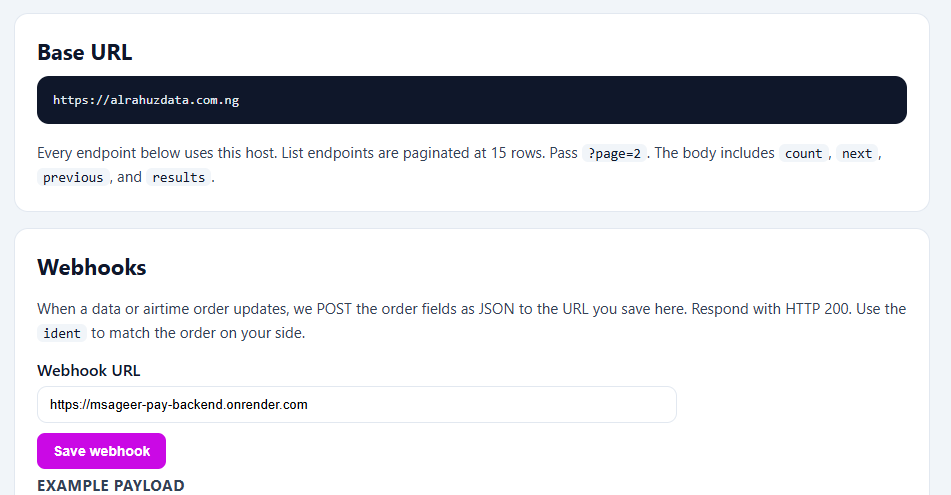 Base URL
https://alrahuzdata.com.ng
Every endpoint below uses this host. List endpoints are paginated at 15 rows. Pass ?page=2. The body includes count, next,
previous, and results.
Webhooks
When a data or airtime order updates, we POST the order fields as JSON to the URL you save here. Respond with HTTP 200. Use the
ident to match the order on your side.
Webhook URL
https://msageer-pay-backend.onrender.com
Save webhook
EXAMPLE PAYLOAD